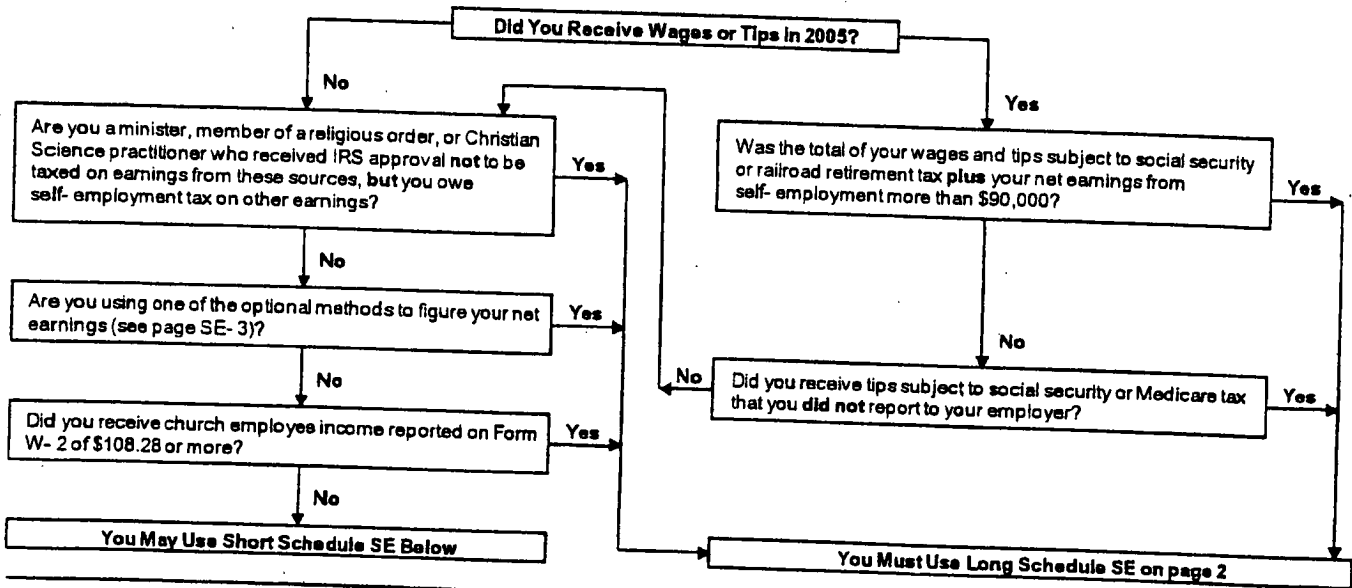 Did You Receive Wages or Tips in 2005?
No
Yes
Are you a minister, member of a religious order, or Christian
Science practitioner who received IRS approval not to be
taxed on earnings from these sources, but you owe
self- employment tax on other earnings?
Yes
Was the total of your wages and tips subject to social security
or railroad retirement tax plus your net earnings from
self- employment more than $90,000?
Yes
No
Are you using one of the optional methods to figure your net
earnings (see page SE- 3)?
Yes
No
No
Did you receive tips subject to social security or Medicare tax
that you did not report to your employer?
Yes
No
Did you receive church employee income reported on Form
W- 2 of $108.28 or more?
Yes
No
You May Use Short Schedule SE Below
You Must Use Long Schedule SE on page 2